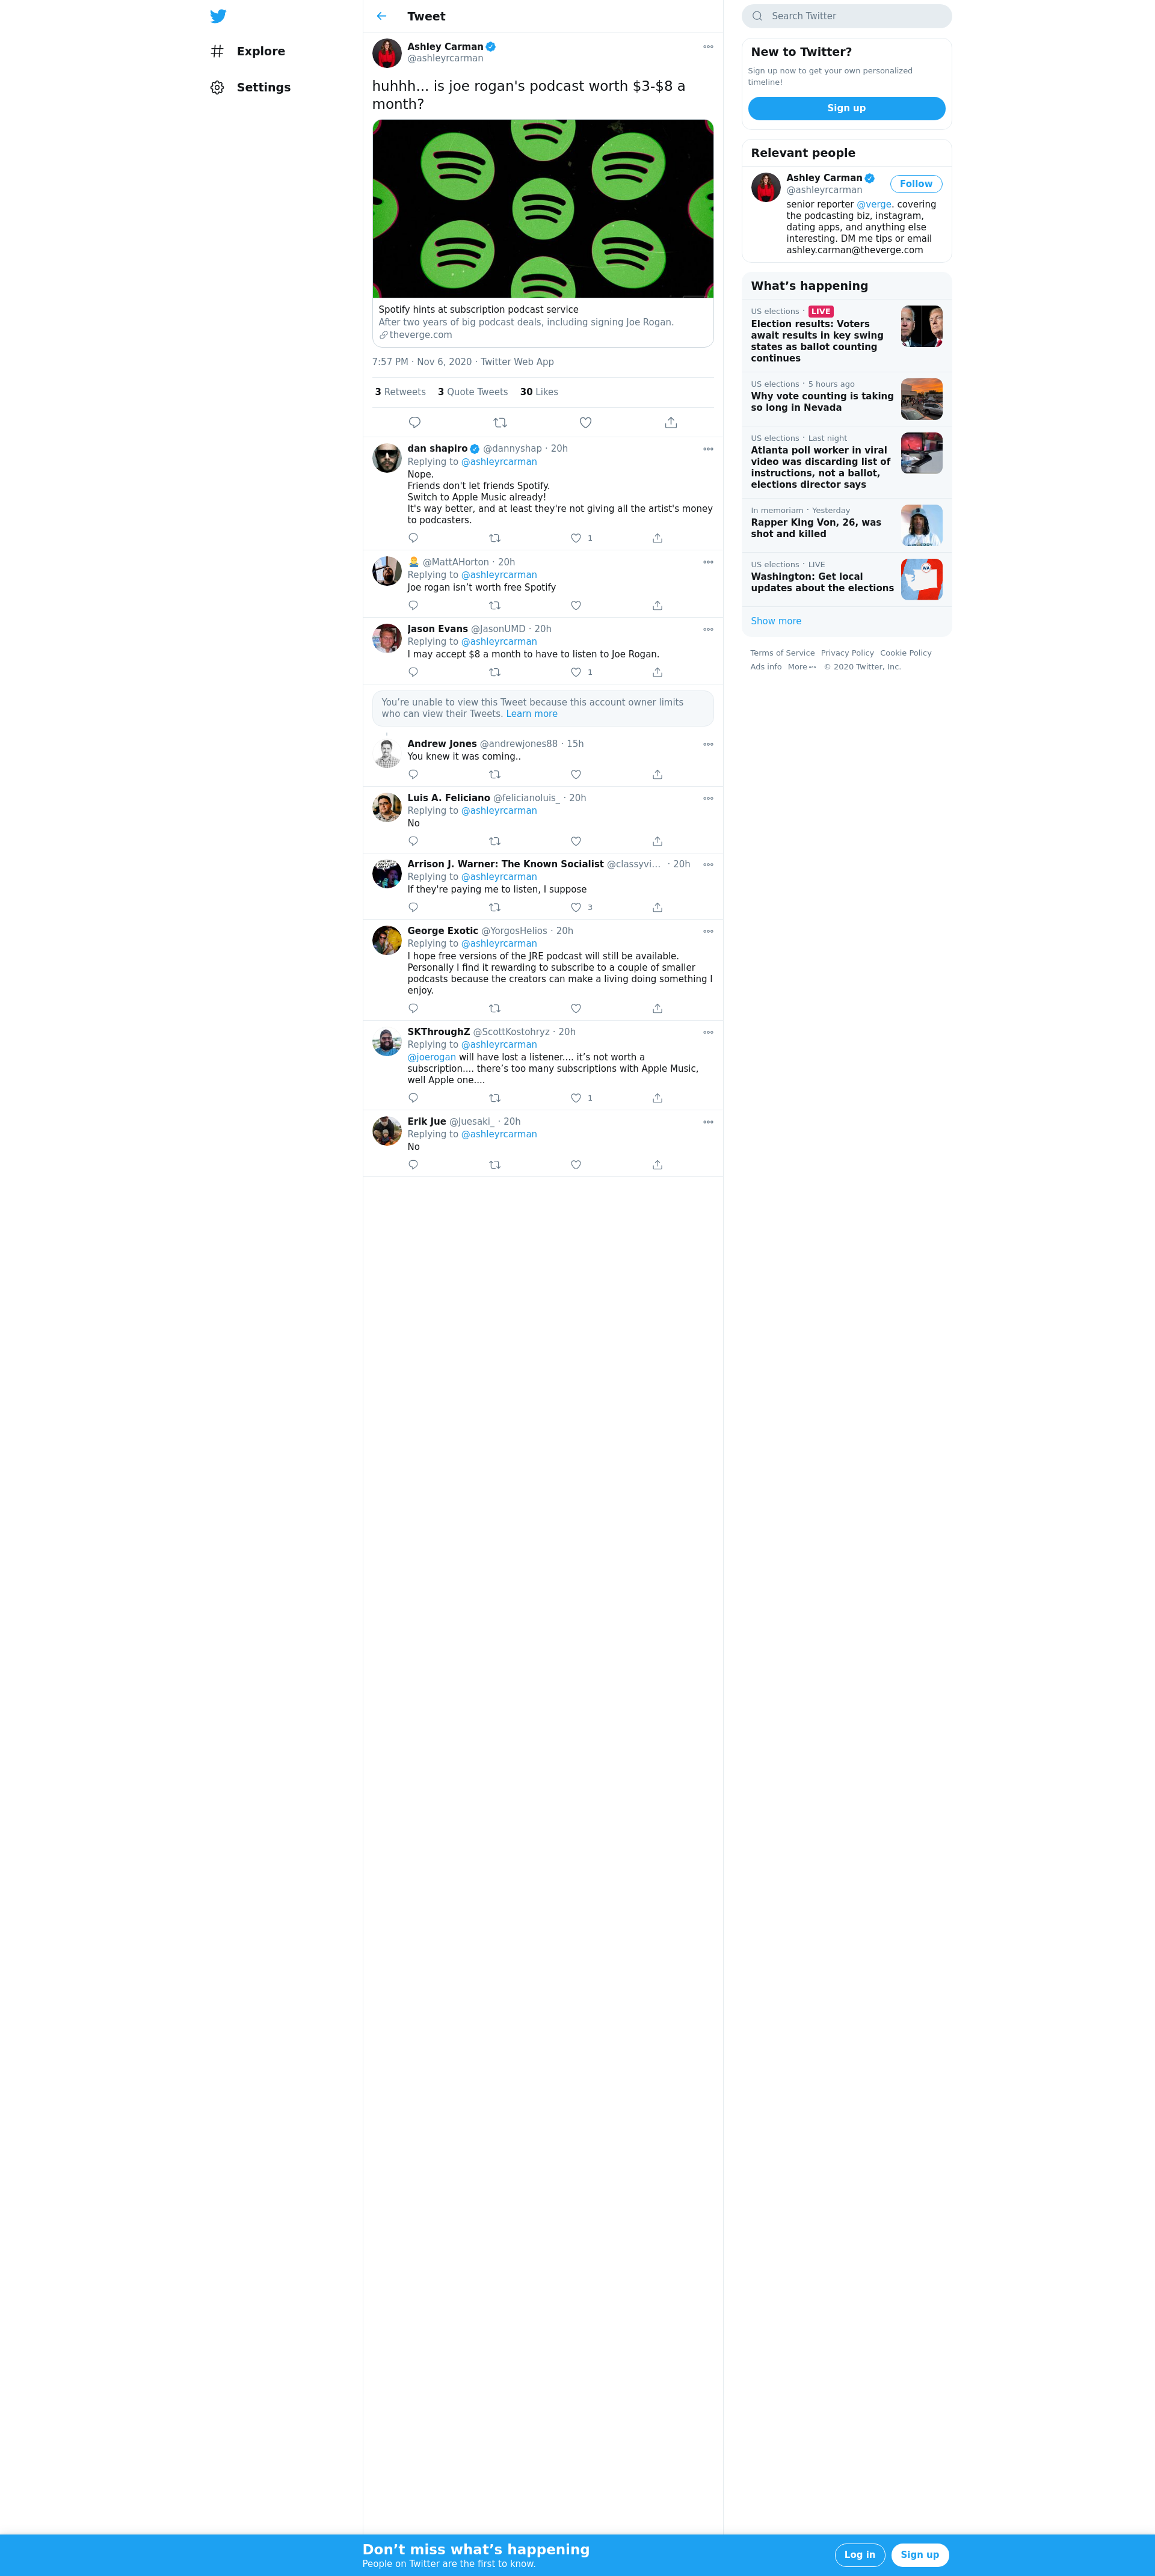 Explore
Settings
Tweet
Ashley Carman
@ashleyrcarman
huhhh... is joe rogan's podcast worth $3-$8 a
month?
Spotify hints at subscription podcast service
After two years of big podcast deals, including signing Joe Rogan.
theverge.com
7:57 PM · Nov 6, 2020 · Twitter Web App
3 Retweets 3 Quote Tweets 30 Likes
dan shapiro @dannyshap · 20h
Replying to @ashleyrcarman
Nope.
Friends don't let friends Spotify.
Switch to Apple Music already!
It's way better, and at least they're not giving all the artist's money
to podcasters.
1
@MattAHorton · 20h
Replying to @ashleyrcarman
Joe rogan isn’t worth free Spotify
Jason Evans @JasonUMD · 20h
Replying to @ashleyrcarman
I may accept $8 a month to have to listen to Joe Rogan.
1
You’re unable to view this Tweet because this account owner limits
who can view their Tweets. Learn more
Andrew Jones @andrewjones88 · 15h
You knew it was coming..
Luis A. Feliciano @felicianoluis_ · 20h
Replying to @ashleyrcarman
No
Arrison J. Warner: The Known Socialist @classyvi… · 20h
Replying to @ashleyrcarman
If they're paying me to listen, I suppose
3
George Exotic @YorgosHelios · 20h
Replying to @ashleyrcarman
I hope free versions of the JRE podcast will still be available.
Personally I find it rewarding to subscribe to a couple of smaller
podcasts because the creators can make a living doing something I
enjoy.
SKThroughZ @ScottKostohryz · 20h
Replying to @ashleyrcarman
@joerogan will have lost a listener.... it’s not worth a
subscription.... there’s too many subscriptions with Apple Music,
well Apple one....
1
Erik Jue @Juesaki_ · 20h
Replying to @ashleyrcarman
No
Search Twitter
New to Twitter?
Sign up now to get your own personalized
timeline!
Sign up
Relevant people
Ashley Carman
@ashleyrcarman
Follow
senior reporter @verge. covering
the podcasting biz, instagram,
dating apps, and anything else
interesting. DM me tips or email
ashley.carman@theverge.com
What’s happening
US elections · LIVE
Election results: Voters
await results in key swing
states as ballot counting
continues
US elections · 5 hours ago
Why vote counting is taking
so long in Nevada
US elections · Last night
Atlanta poll worker in viral
video was discarding list of
instructions, not a ballot,
elections director says
In memoriam · Yesterday
Rapper King Von, 26, was
shot and killed
US elections · LIVE
Washington: Get local
updates about the elections
WA
Show more
Terms of Service Privacy Policy Cookie Policy
Ads info More © 2020 Twitter, Inc.
Don’t miss what’s happening
People on Twitter are the first to know.
Log in
Sign up